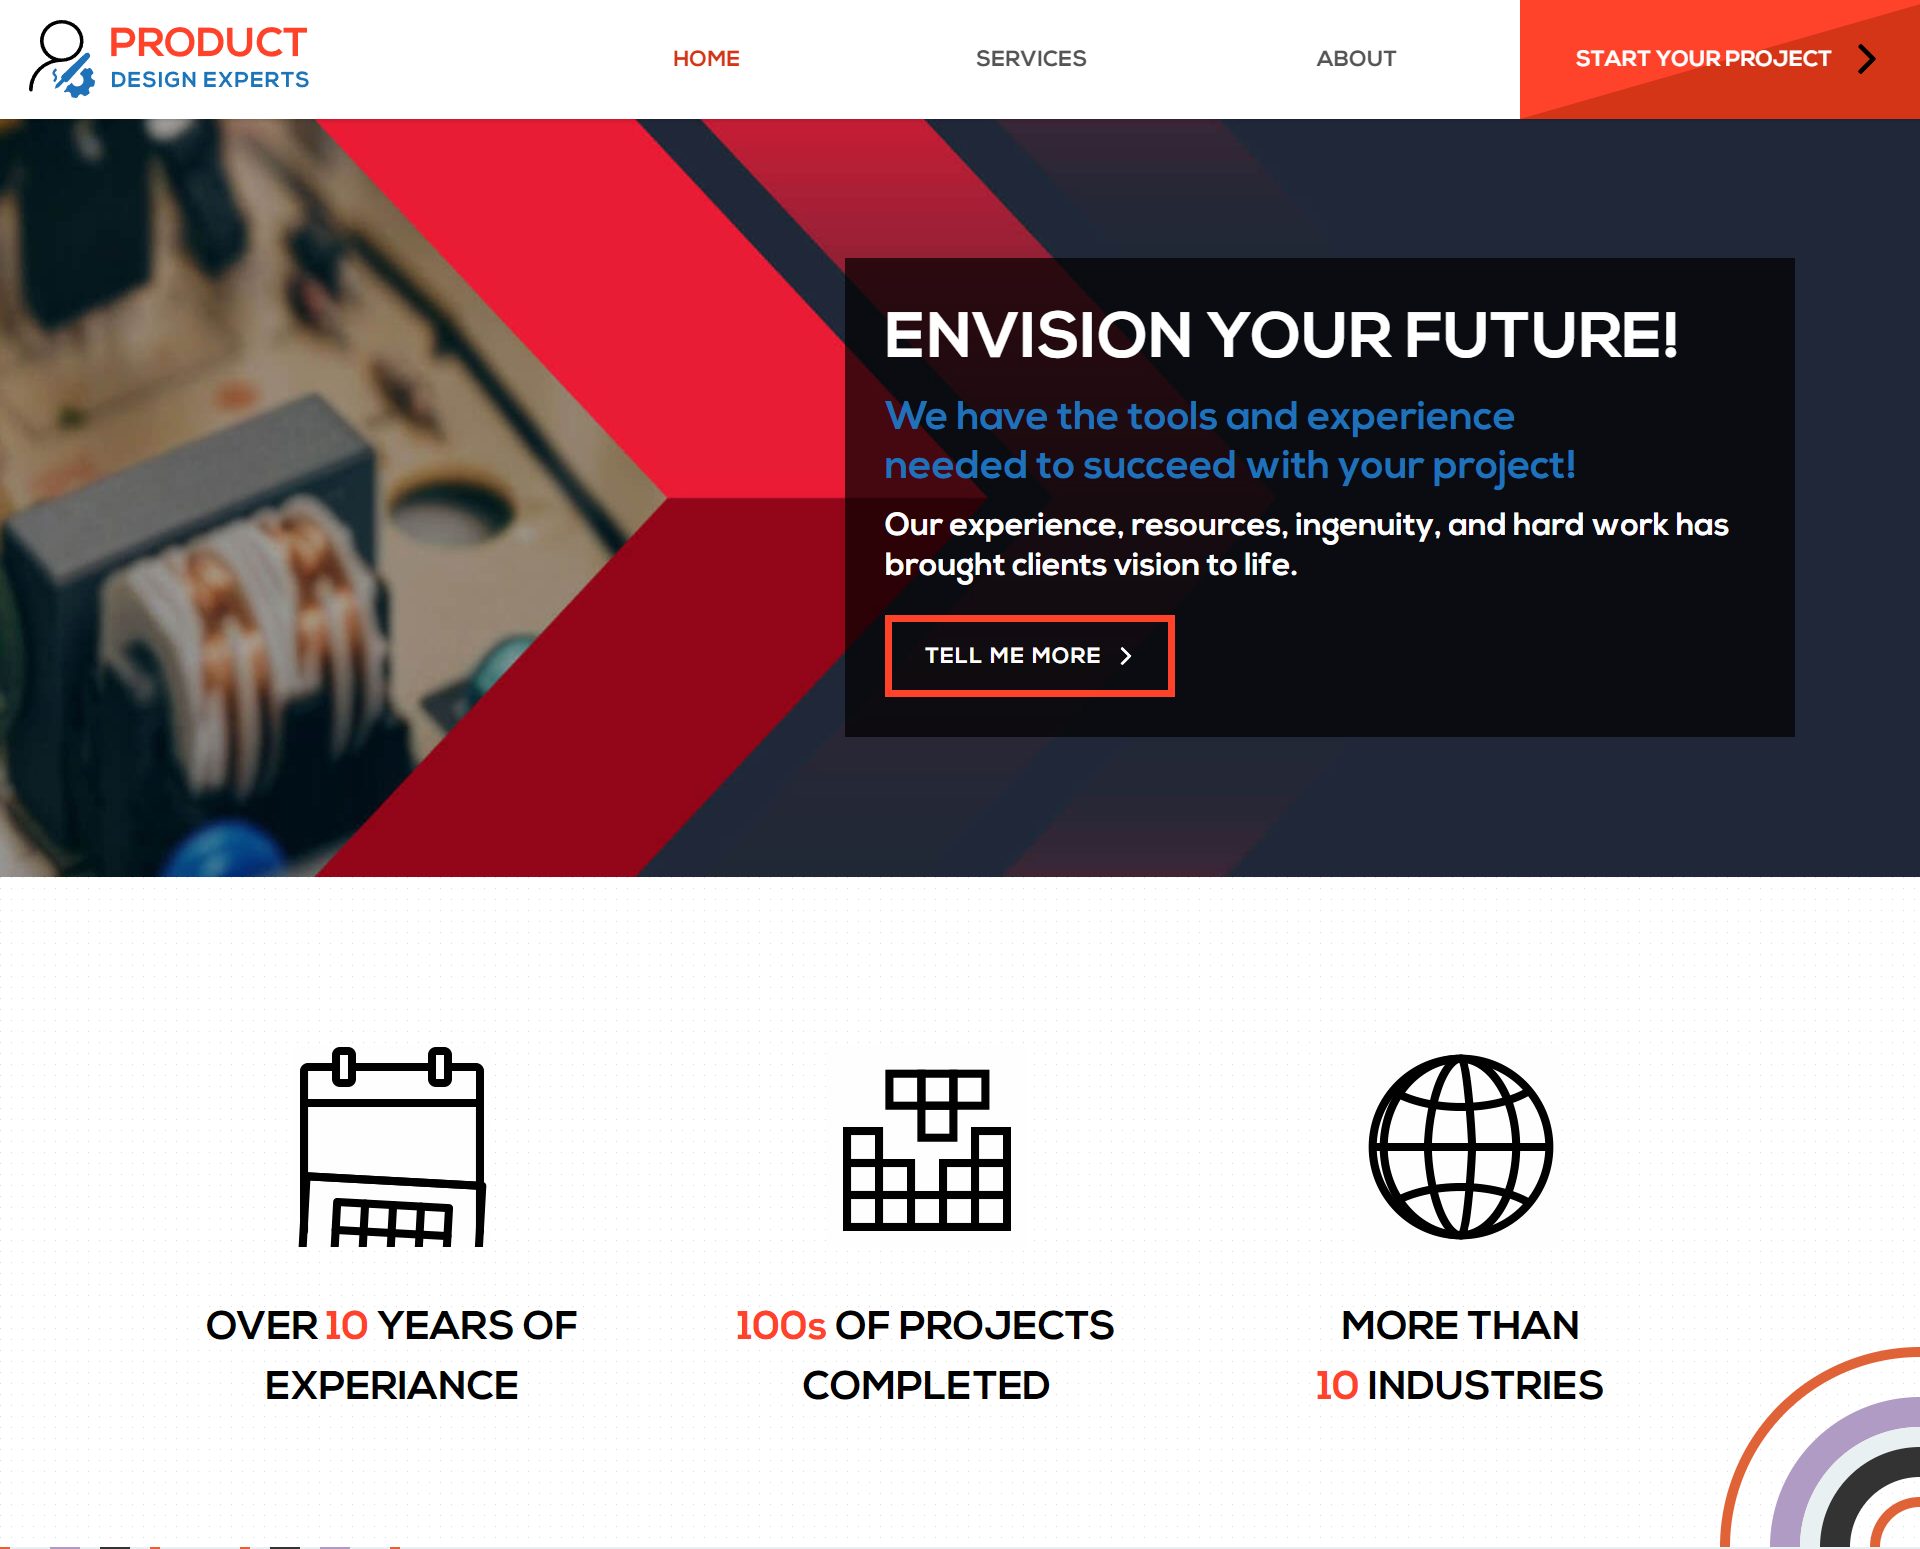 PRODUCT
DESIGN EXPERTS
HOME
SERVICES
ABOUT
START YOUR PROJECT
ENVISION YOUR FUTURE!
We have the tools and experience
needed to succeed with your project!
Our experience, resources, ingenuity, and hard work has
brought clients vision to life.
TELL ME MORE
OVER 10 YEARS OF
EXPERIANCE
100s OF PROJECTS
COMPLETED
MORE THAN
10 INDUSTRIES